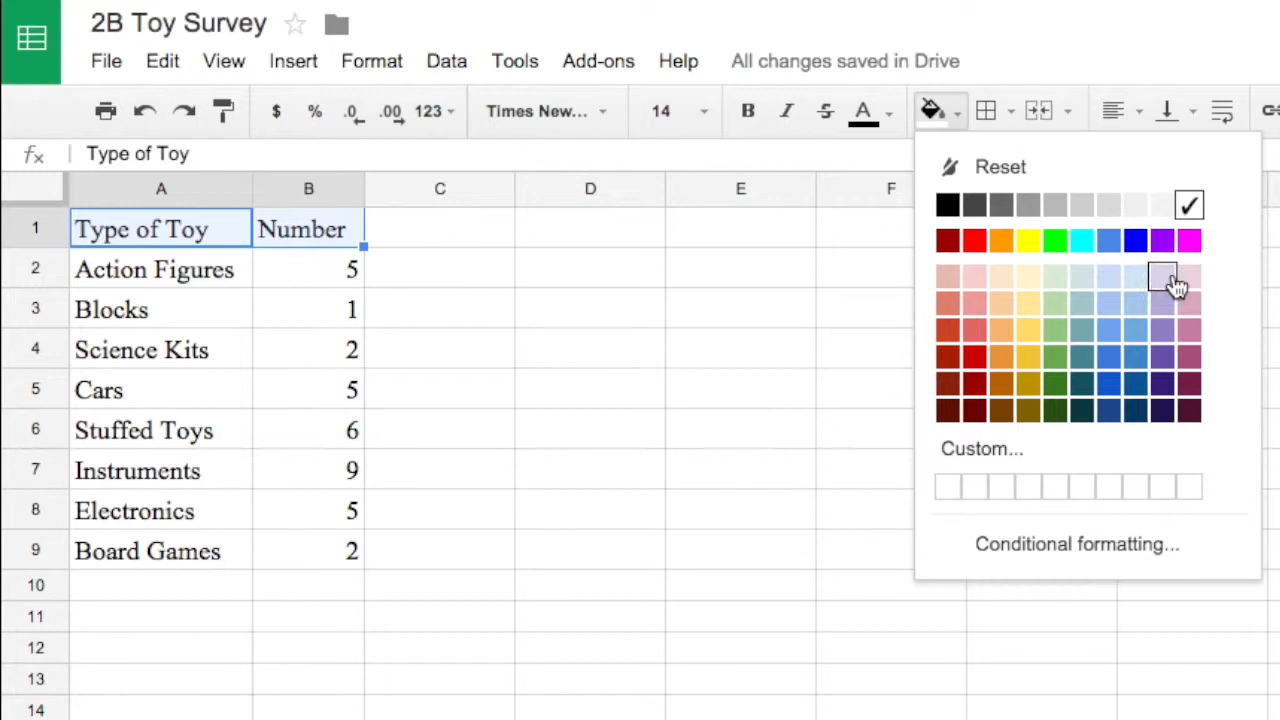 2B Toy Survey
File Edit View Insert Format Data Tools Add-ons Help All changes saved in Drive
$ % .0 .00 123 Times New... 14 B I S A
fx Type of Toy
Reset
A B C D E F
1 Type of Toy Number
2 Action Figures 5
3 Blocks 1
4 Science Kits 2
5 Cars 5
6 Stuffed Toys 6
7 Instruments 9
Custom...
8 Electronics 5
9 Board Games 2
Conditional formatting...
10
11
12
13
14